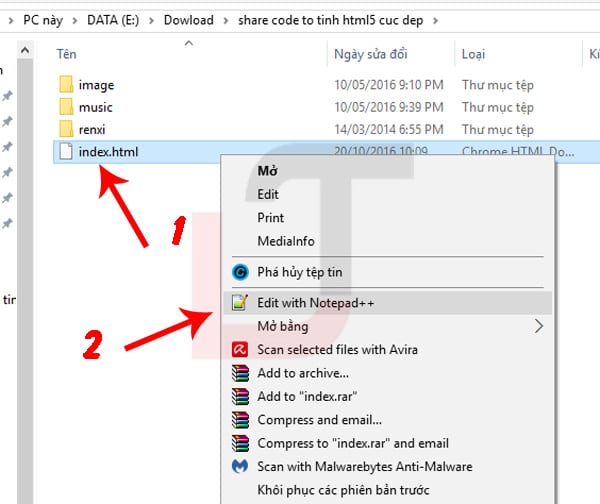 PC này > DATA (E:) > Dowload > share code to tinh html5 cuc dep >
Tên Ngày sửa đổi Loại
image 10/05/2016 9:10 PM Thư mục tệp
music 10/05/2016 9:39 PM Thư mục tệp
renxi 14/03/2014 6:55 PM Thư mục tệp
index.html 20/10/2016 10:09 Chrome HTML Do...
1
Mở
Edit
Print
MediaInfo
Phá hủy tệp tin
2
Edit with Notepad++
Mở bằng
Scan selected files with Avira
Add to archive...
Add to "index.rar"
Compress and email...
Compress to "index.rar" and email
Scan with Malwarebytes Anti-Malware
Khôi phục các phiên bản trước